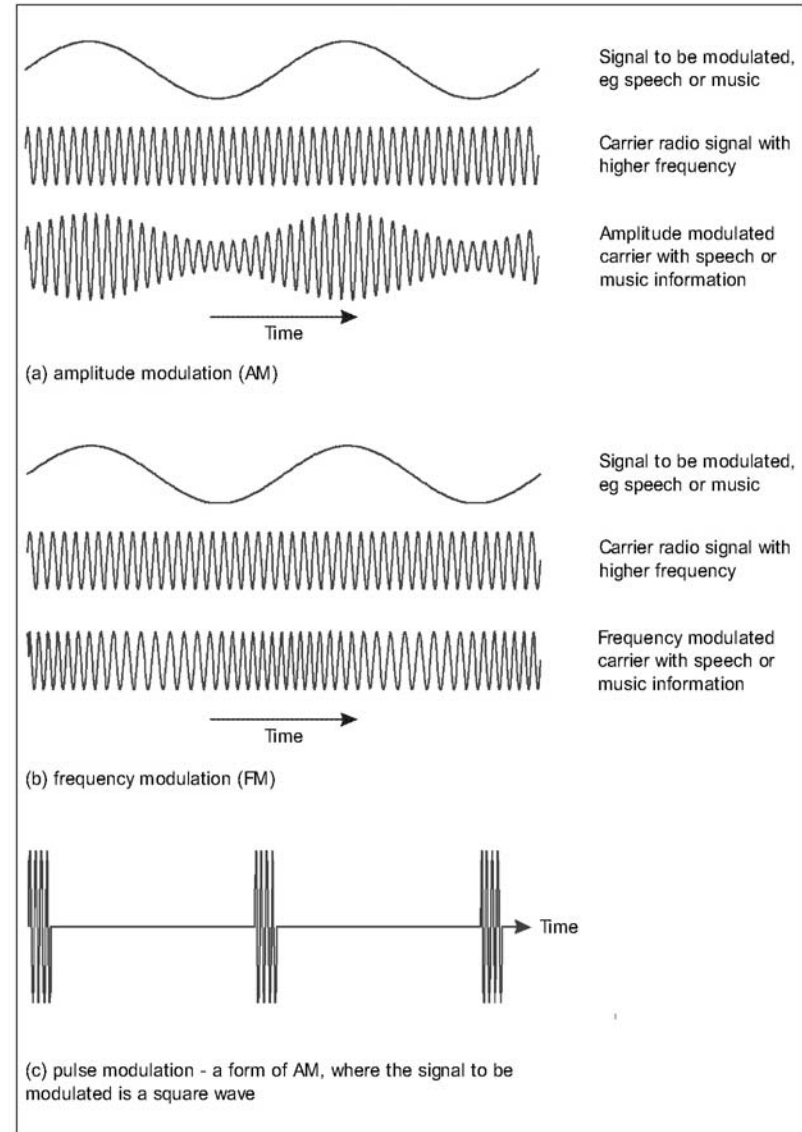 Signal to be modulated,
eg speech or music
Carrier radio signal with
higher frequency
Amplitude modulated
carrier with speech or
music information
Time
(a) amplitude modulation (AM)
Signal to be modulated,
eg speech or music
Carrier radio signal with
higher frequency
Frequency modulated
carrier with speech or
music information
Time
(b) frequency modulation (FM)
Time
(c) pulse modulation - a form of AM, where the signal to be
modulated is a square wave